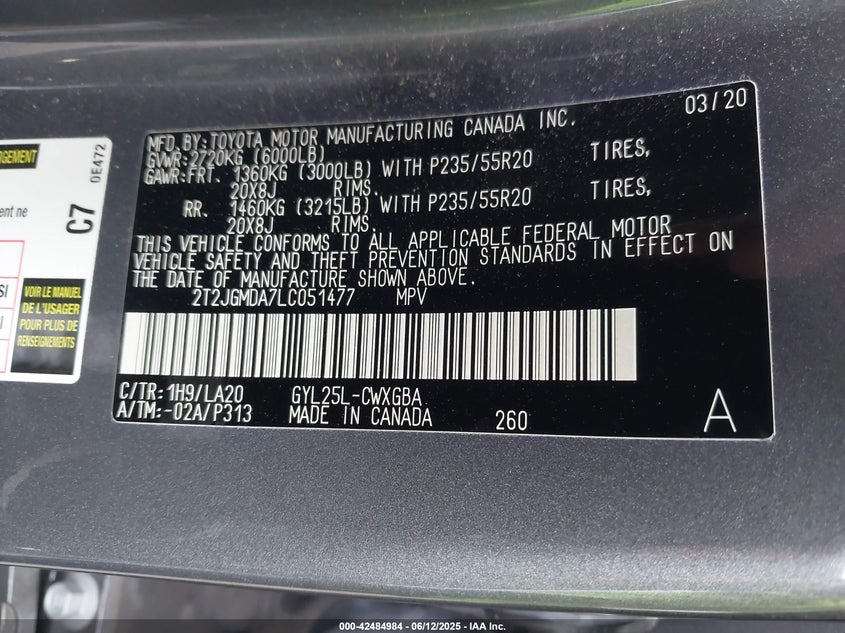 RGEMENT
ent ne
C7
0E472
SI
I
VOIR LE MANUEL
DE L'USAGER
POUR PLUS DE
RENSEIGNEMENTS
03/20
MFD. BY: TOYOTA MOTOR MANUFACTURING CANADA INC.
GVWR: 2720KG (6000LB)
GAWR: FRT. 1360KG (3000LB) WITH P235/55R20 TIRES,
20X8J RIMS.
RR. 1460KG (3215LB) WITH P235/55R20 TIRES,
20X8J RIMS.
THIS VEHICLE CONFORMS TO ALL APPLICABLE FEDERAL MOTOR
VEHICLE SAFETY AND THEFT PREVENTION STANDARDS IN EFFECT ON
THE DATE OF MANUFACTURE SHOWN ABOVE.
2T2JGMDA7LC051477 MPV
C/TR: 1H9/LA20 GYL25L-CWXGBA
A/TM:-02A/P313 MADE IN CANADA 260 A
000-42484984 - 06/12/2025 - IAA Inc.